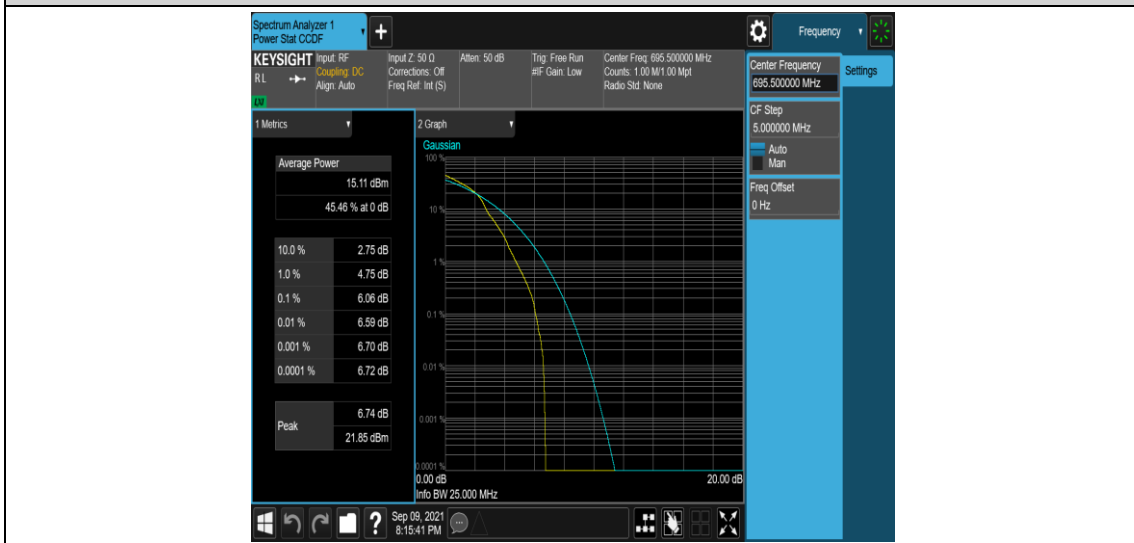 Spectrum Analyzer 1
Power Stat CCDF
Frequency
KEYSIGHT
RL
LXI
Input: RF
Coupling: DC
Align: Auto
Input Z: 50 Ω
Corrections: Off
Freq Ref: Int (S)
Atten: 50 dB
Trig: Free Run
#IF Gain: Low
Center Freq: 695.500000 MHz
Counts: 1.00 M/1.00 Mpt
Radio Std: None
Center Frequency
695.500000 MHz
Settings
CF Step
5.000000 MHz
Auto
Man
Freq Offset
0 Hz
1 Metrics
Average Power
15.11 dBm
45.46 % at 0 dB
10.0 % 2.75 dB
1.0 % 4.75 dB
0.1 % 6.06 dB
0.01 % 6.59 dB
0.001 % 6.70 dB
0.0001 % 6.72 dB
Peak
6.74 dB
21.85 dBm
2 Graph
Gaussian
100 %
10 %
1 %
0.1 %
0.01 %
0.001 %
0.0001 %
0.00 dB
20.00 dB
Info BW 25.000 MHz
?
Sep 09, 2021
8:15:41 PM